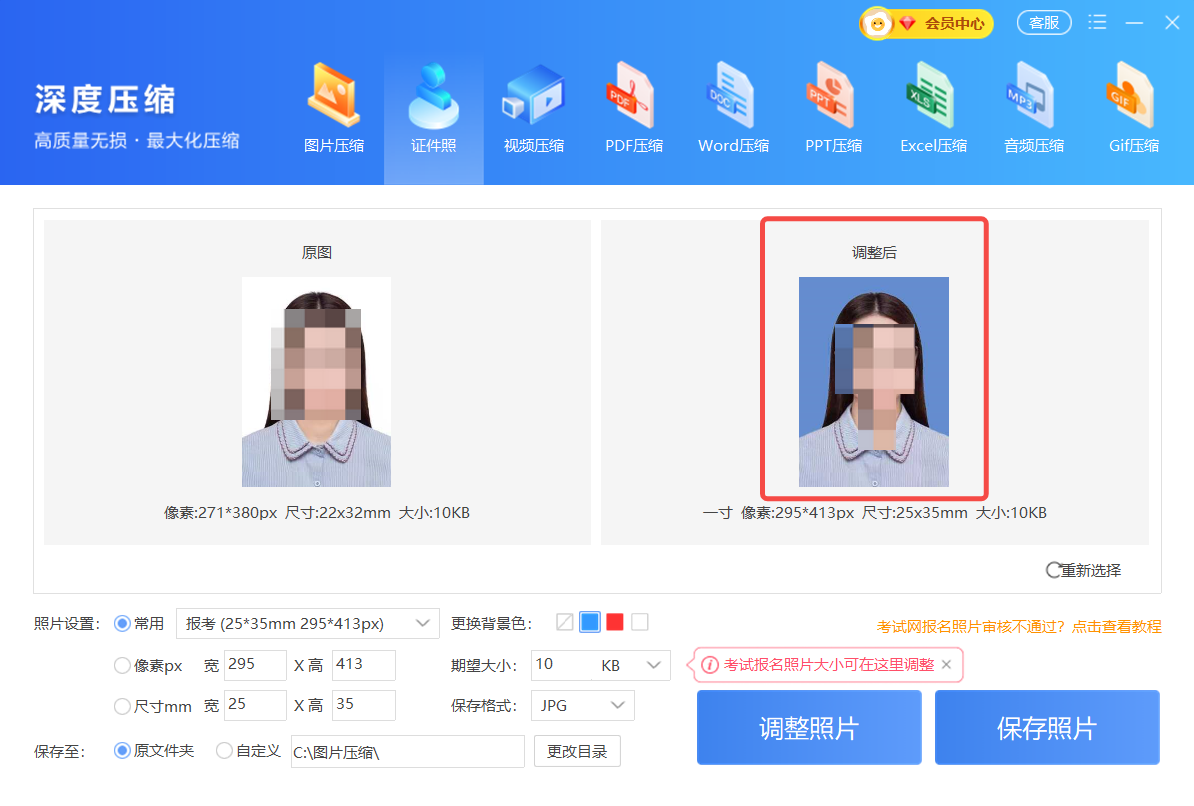 会员中心
客服
深度压缩
高质量无损·最大化压缩
图片压缩
证件照
视频压缩
PDF
PDF压缩
DOC
Word压缩
PPT
PPT压缩
XLS
Excel压缩
MP3
音频压缩
GIF
Gif压缩
原图
调整后
像素:271*380px 尺寸:22x32mm 大小:10KB
一寸 像素:295*413px 尺寸:25x35mm 大小:10KB
重新选择
照片设置: 常用 报考 (25*35mm 295*413px) 更换背景色:
考试网报名照片审核不通过? 点击查看教程
像素px 宽 295 X 高 413 期望大小: 10 KB
考试报名照片大小可在这里调整
尺寸mm 宽 25 X 高 35 保存格式: JPG
调整照片
保存照片
保存至: 原文件夹 自定义 C:\图片压缩\ 更改目录